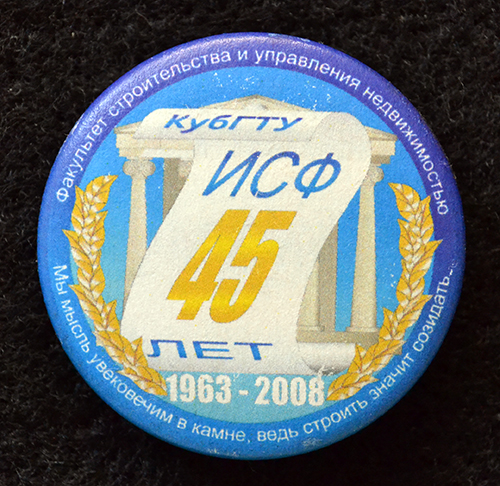 Факультет строительства и управления недвижимостью
КубГТУ
ИСФ
45
ЛЕТ
1963 - 2008
Мы мысль увековечим в камне, ведь строить значит созидать.